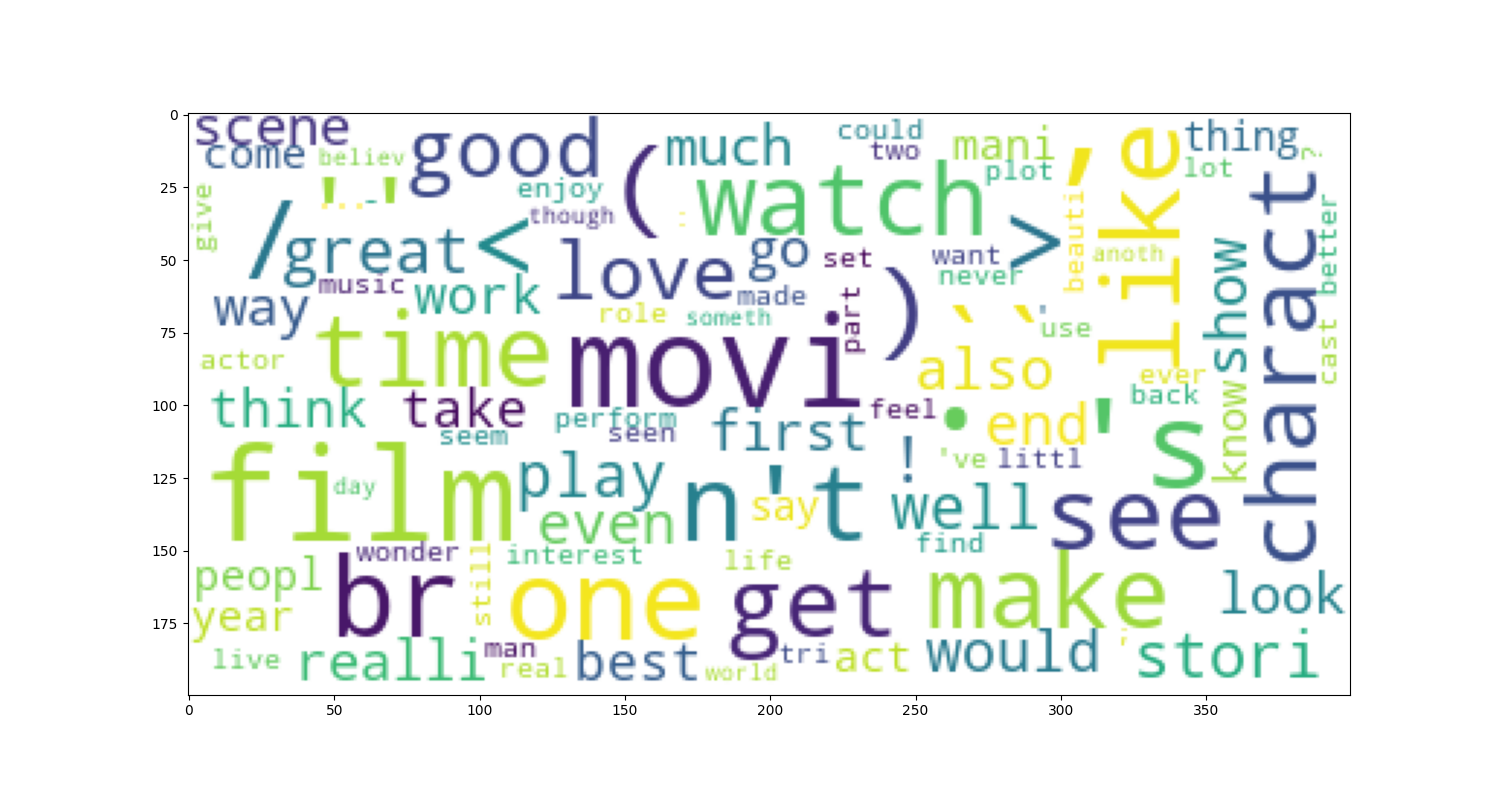 0
25
50
75
100
125
150
175
0
50
100
150
200
250
300
350
scene
come
believ
good
(
much
could
two
mani
plot
,
like
thing
?
lot
give
'
...
-
'
enjoy
though
:
watch
/
great
<
love
go
set
want
>
never
beauti
anoth
show
charact
better
cast
way
music
work
role
made
someth
part
)
``
'
use
actor
time
movi
also
ever
back
think
take
seem
perform
seen
first
feel
.
end
'
s
know
film
day
play
even
n't
say
!
've
littl
well
find
see
peopl
year
wonder
br
still
interest
one
life
get
make
look
live
realli
man
real
best
world
tri
act
would
;
stori